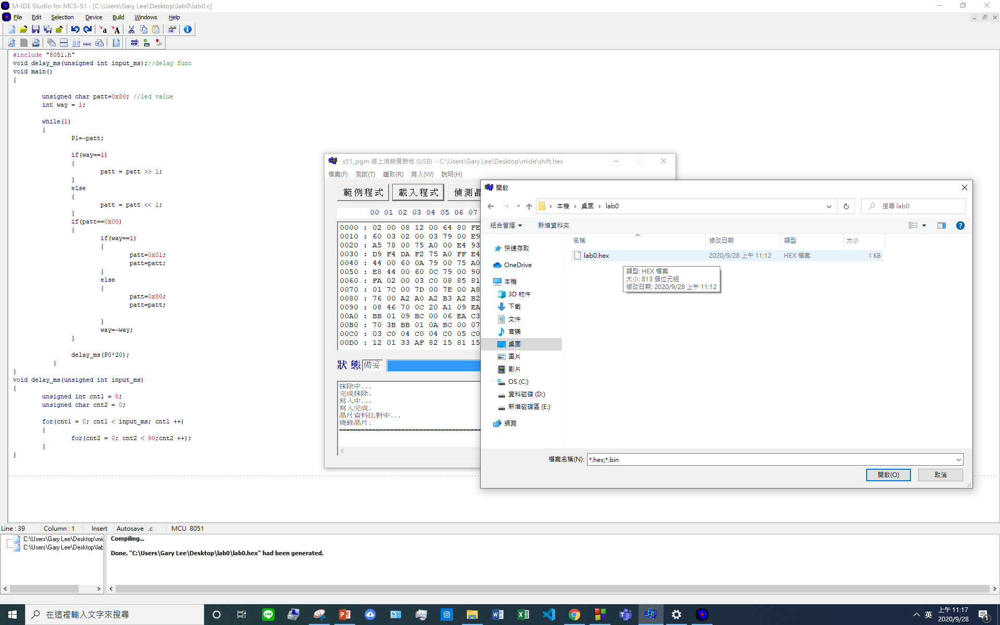 M-IDE Studio for MCS-51 - [C:\Users\Gary Lee\Desktop\lab0\lab0.c]
File Edit Selection Device Build Windows Help
#include "8051.h"
void delay_ms(unsigned int input_ms);//delay func
void main()
{
unsigned char patt=0x80; //led value
int way = 1;
while(1)
{
P1=~patt;
if(way==1)
{
patt = patt >> 1;
}
else
{
patt = patt << 1;
}
if(patt==0x00)
{
if(way==1)
{
patt=0x01;
patt=patt;
}
else
{
patt=0x80;
patt=patt;
}
way=~way;
}
delay_ms(P0*20);
}
}
void delay_ms(unsigned int input_ms)
{
unsigned int cnt1 = 0;
unsigned char cnt2 = 0;
for(cnt1 = 0; cnt1 < input_ms; cnt1 ++)
{
for(cnt2 = 0; cnt2 < 90;cnt2 ++);
}
}
s51_pgm 線上燒錄實驗板 (USB) - C:\Users\Gary Lee\Desktop\mide\shift.hex
檔案(F) 測試(T) 讀取(R) 寫入(W) 說明(H)
範例程式 載入程式 偵測晶
00 01 02 03 04 05 06 07
0000 : 02 00 08 12 00 64 80 FE
0010 : 60 03 02 00 03 79 00 E9
0020 : A5 78 00 75 A0 00 E4 93
0030 : D9 F4 DA F2 75 A0 FF E4
0040 : 44 00 60 0A 79 00 75 A0
0050 : E8 44 00 60 0C 79 00 90
0060 : FA 02 00 03 C0 08 85 81
0070 : 01 7C 00 7D 00 7E 00 A8
0080 : 76 00 A2 A0 A2 B3 A2 B2
0090 : 08 46 70 0C 20 A1 09 EA
00A0 : BB 01 09 BC 00 06 EA C3
00B0 : 70 3B BB 01 0A BC 00 07
00C0 : 03 C0 04 C0 04 C0 05 C0
00D0 : 12 01 33 AF 82 15 81 15
狀 態 備妥
抹除中...
完成抹除.
寫入中...
寫入完成.
晶片資料比對中...
燒錄晶片.
=======================================
開啟
本機 › 桌面 › lab0
搜尋 lab0
組合管理 新增資料夾
名稱 修改日期 類型 大小
lab0.hex 2020/9/28 上午 11:12 HEX 檔案 1 KB
類型: HEX 檔案
大小: 813 個位元組
修改日期: 2020/9/28 上午 11:12
快速存取
OneDrive
本機
3D 物件
下載
文件
音樂
桌面
圖片
影片
OS (C:)
資料磁碟 (D:)
新增磁碟區 (E:)
網路
檔案名稱(N): *.hex;*.bin
開啟(O) 取消
Line : 39 Column : 1 Insert Autosave .c MCU 8051
C:\Users\Gary Lee\Desktop\mid
C:\Users\Gary Lee\Desktop\lab
Compiling...
Done. "C:\Users\Gary Lee\Desktop\lab0\lab0.hex" had been generated.
在這裡輸入文字來搜尋
英
上午 11:17
2020/9/28
1